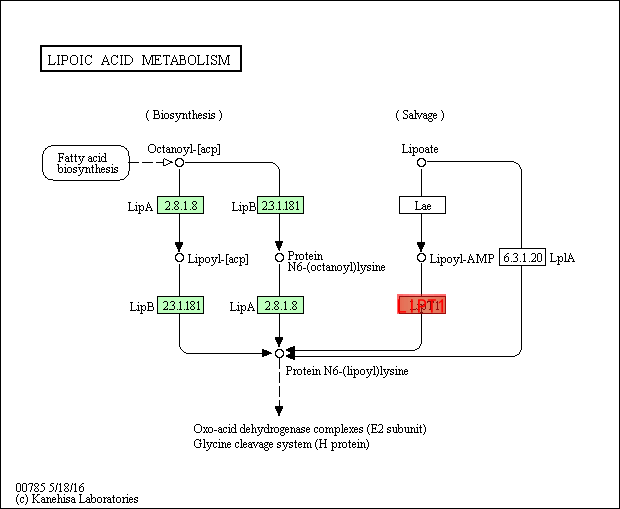 LIPOIC ACID METABOLISM
( Biosynthesis )
( Salvage )
Octanoyl-[acp]
Lipoate
Fatty acid
biosynthesis
LipA
2.8.1.8
LipB
2.3.1.181
Lae
Lipoyl-[acp]
Protein
N6-(octanoyl)lysine
Lipoyl-AMP
6.3.1.20
LplA
LipB
2.3.1.181
LipA
2.8.1.8
LIPT1
Protein N6-(lipoyl)lysine
Oxo-acid dehydrogenase complexes (E2 subunit)
Glycine cleavage system (H protein)
00785 5/18/16
(c) Kanehisa Laboratories